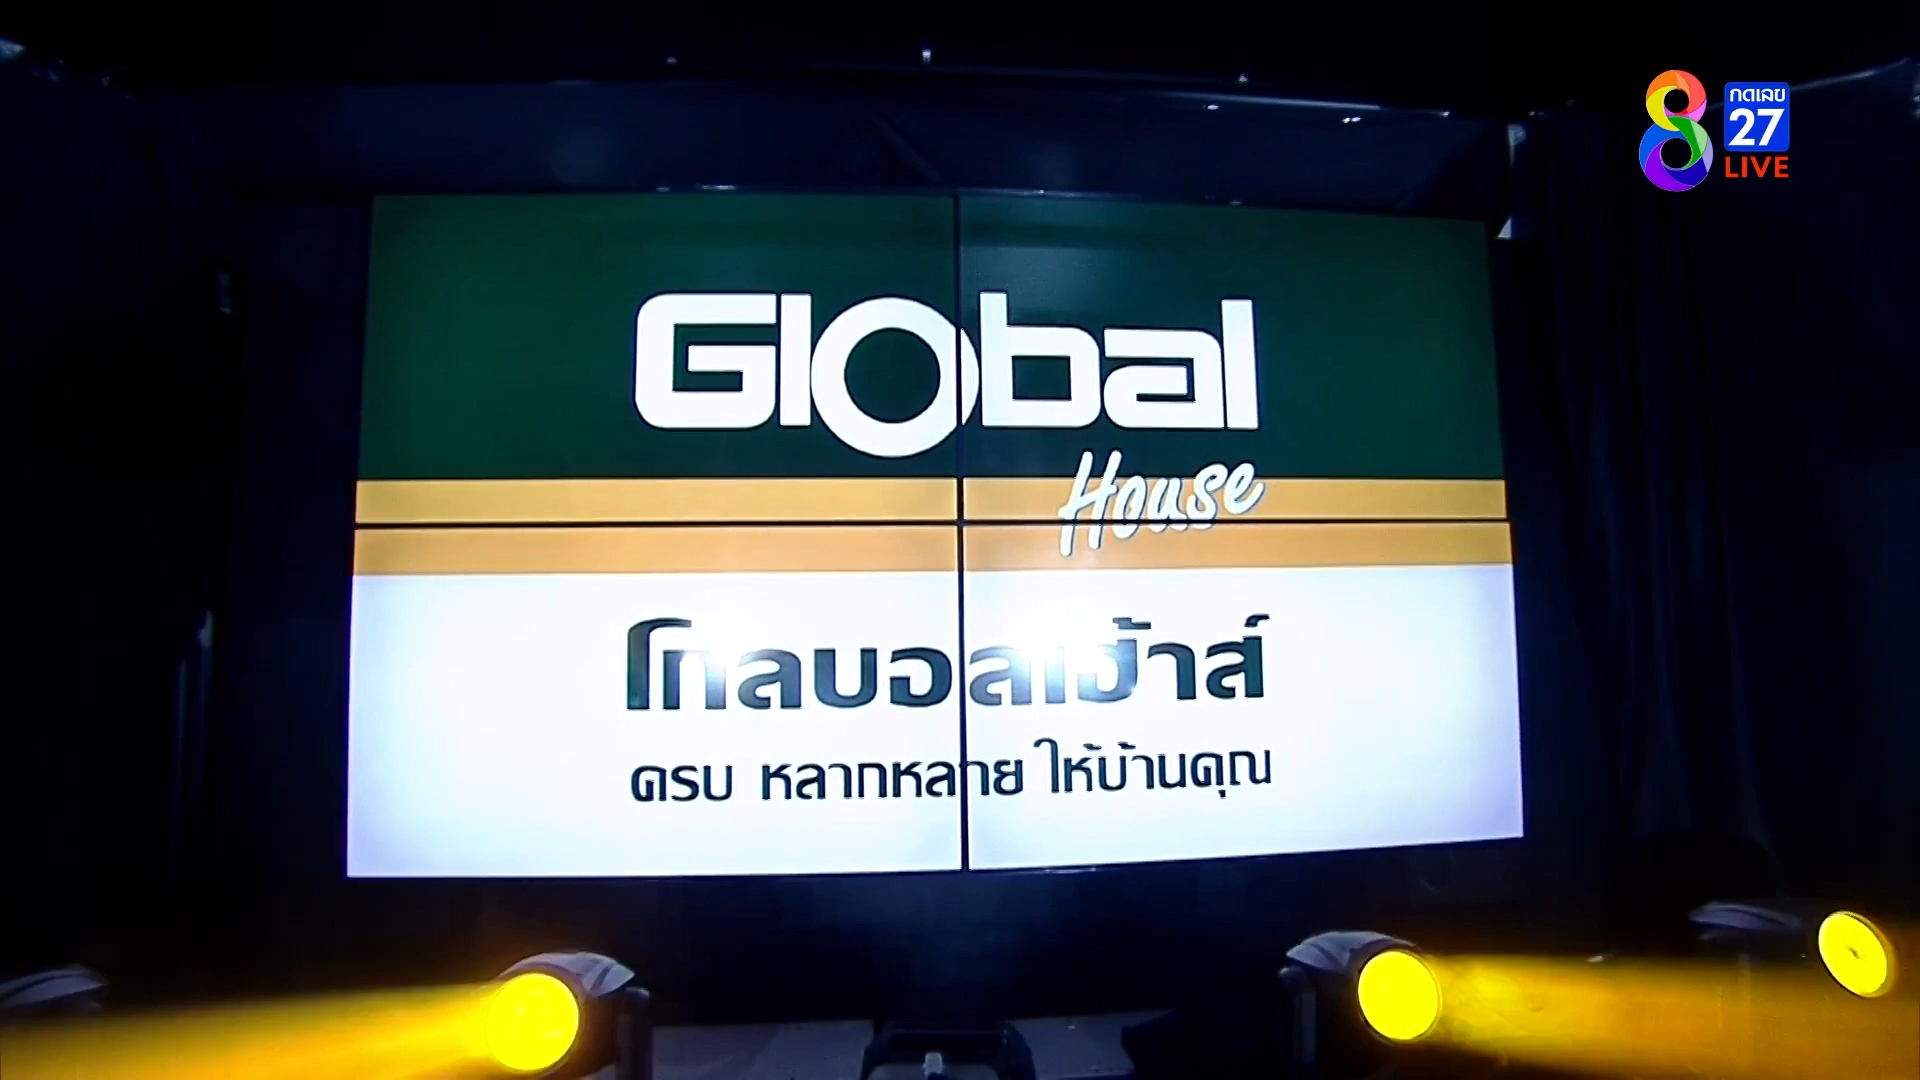 กดเลข
8 27
LIVE
Global
House
โกลบอลเฮ้าส์
ครบ หลากหลาย ให้บ้านคุณ